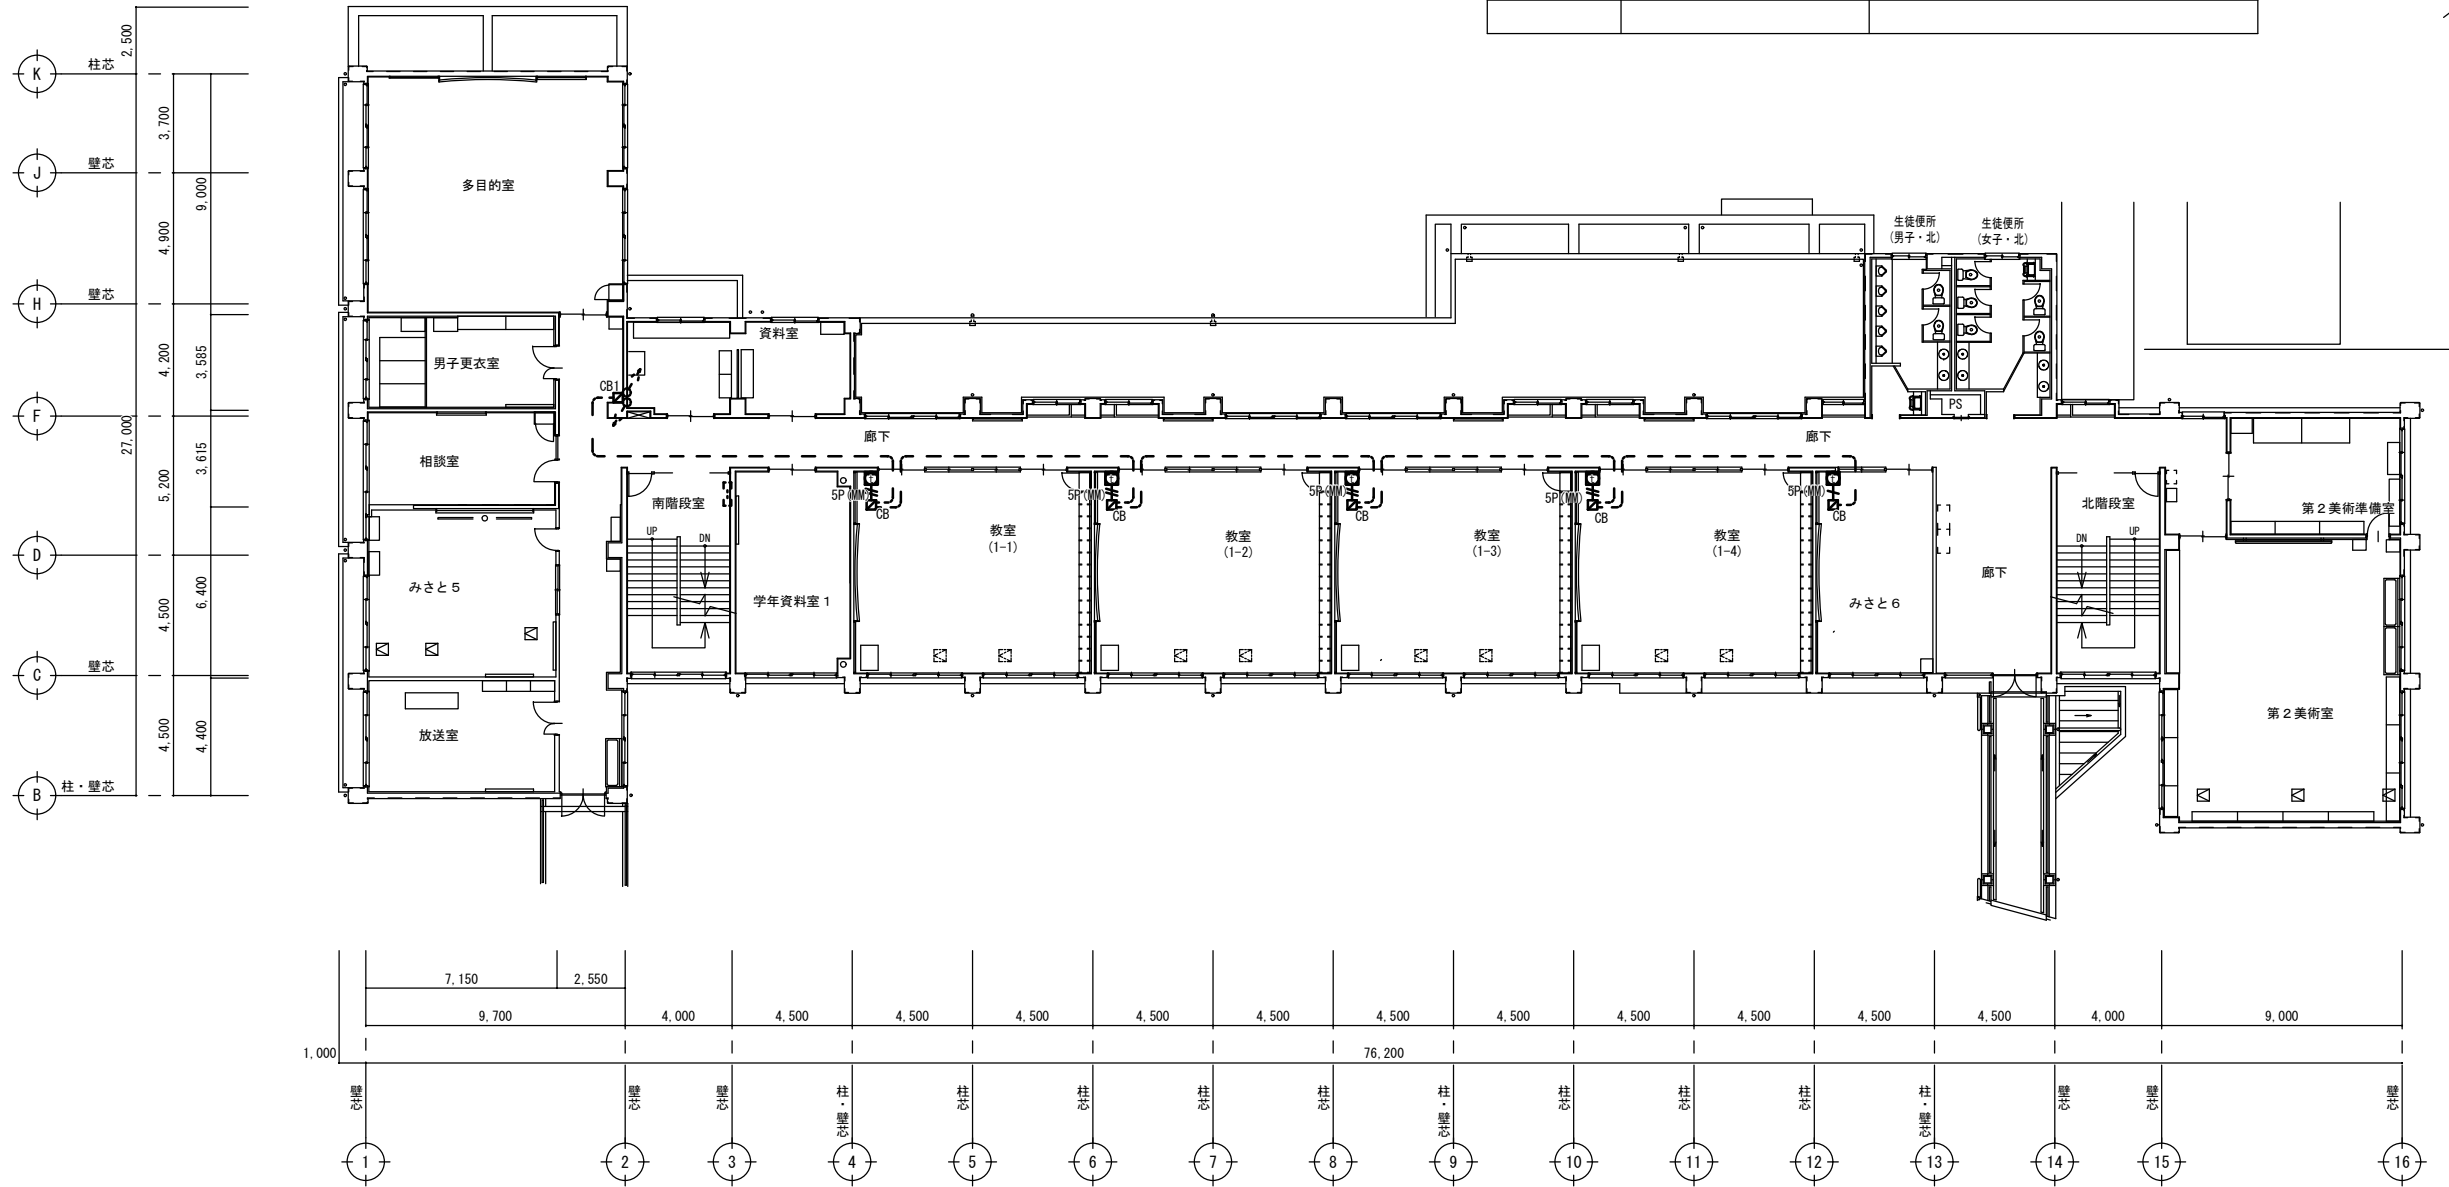 2,500
K
柱芯
3,700
J
壁芯
9,000
多目的室
4,900
生徒便所
(男子・北)
生徒便所
(女子・北)
H
壁芯
資料室
4,200
3,585
男子更衣室
CB1
PS
F
壁芯
27,000
廊下
廊下
3,615
相談室
5,200
南階段室
5P(MM)
5P(MM)
5P(MM)
5P(MM)
5P(MM)
北階段室
第2美術準備室
CB
CB
CB
CB
CB
UP
DN
教室
(1-1)
教室
(1-2)
教室
(1-3)
教室
(1-4)
DN
UP
D
壁芯
みさと5
6,400
4,500
学年資料室1
みさと6
廊下
C
壁芯
第2美術室
放送室
4,500
4,400
B
柱・壁芯
7,150
2,550
9,700
4,000
4,500
4,500
4,500
4,500
4,500
4,500
4,500
4,500
4,500
4,500
4,500
4,000
9,000
1,000
76,200
壁芯
壁芯
壁芯
柱・壁芯
柱芯
柱芯
柱芯
柱芯
柱・壁芯
柱芯
柱芯
柱芯
柱・壁芯
壁芯
壁芯
壁芯
1
2
3
4
5
6
7
8
9
10
11
12
13
14
15
16